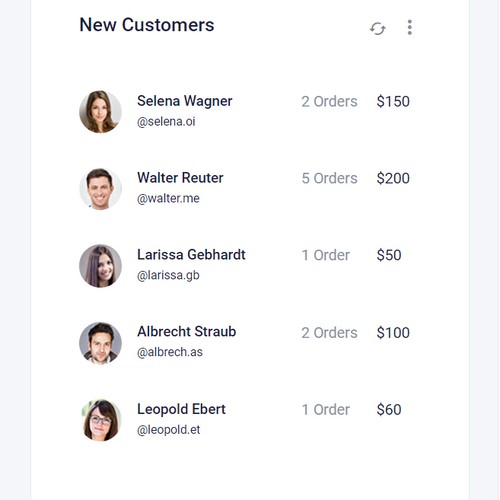 New Customers
Selena Wagner 2 Orders $150
@selena.oi
Walter Reuter 5 Orders $200
@walter.me
Larissa Gebhardt 1 Order $50
@larissa.gb
Albrecht Straub 2 Orders $100
@albrech.as
Leopold Ebert 1 Order $60
@leopold.et